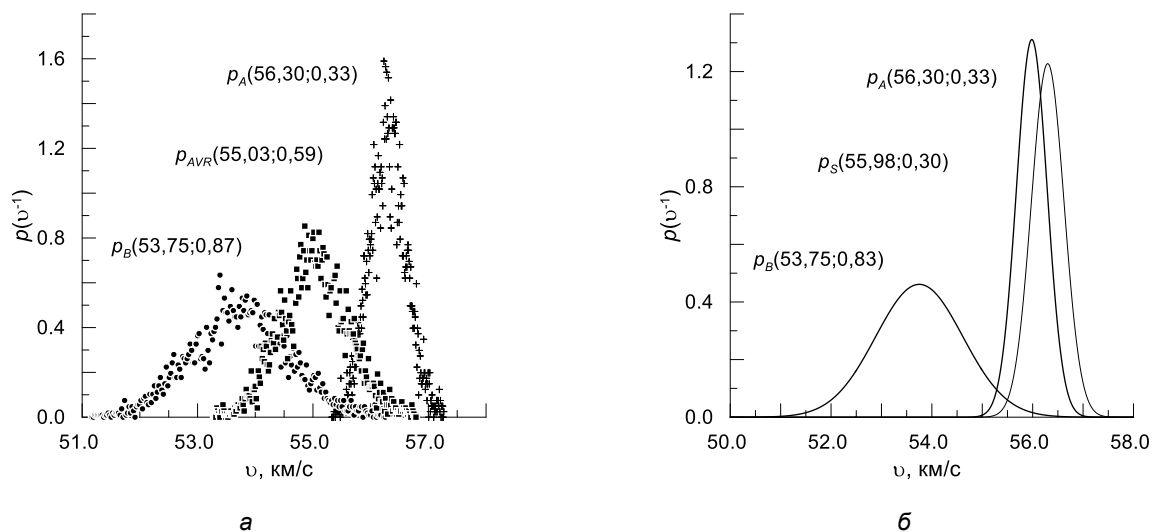 1.6
p_A(56,30;0,33)
1.2
p_AVR(55,03;0,59)
p(υ⁻¹)
0.8
p_B(53,75;0,87)
0.4
0.0
51.0 53.0 55.0 57.0
υ, км/с
а
1.2
p_A(56,30;0,33)
p_S(55,98;0,30)
0.8
p(υ⁻¹)
p_B(53,75;0,83)
0.4
0.0
50.0 52.0 54.0 56.0 58.0
υ, км/с
б